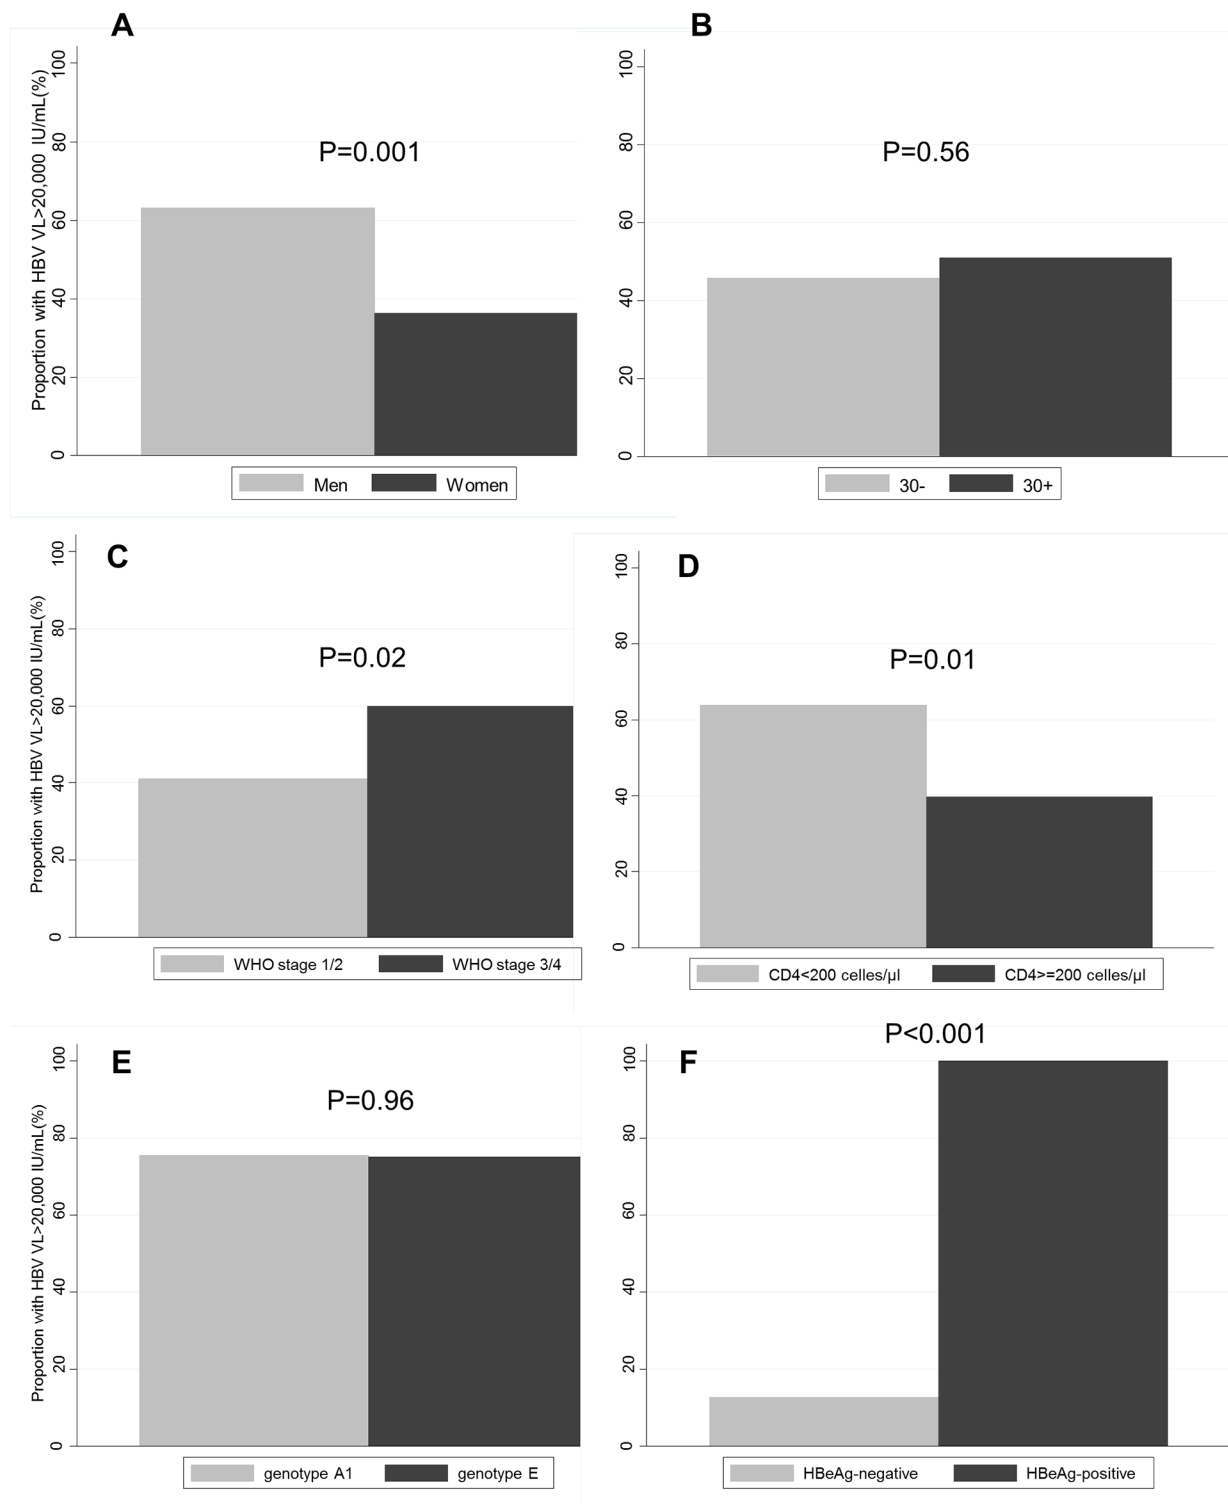 A
Proportion with HBV VL>20,000 IU/mL(%)
100
80
60
40
20
0
P=0.001
Men Women
B
100
80
60
40
20
0
P=0.56
30- 30+
C
Proportion with HBV VL>20,000 IU/mL(%)
100
80
60
40
20
0
P=0.02
WHO stage 1/2 WHO stage 3/4
D
100
80
60
40
20
0
P=0.01
CD4<200 celles/µl CD4>=200 celles/µl
E
Proportion with HBV VL>20,000 IU/mL(%)
100
80
60
40
20
0
P=0.96
genotype A1 genotype E
F
P<0.001
100
80
60
40
20
0
HBeAg-negative HBeAg-positive